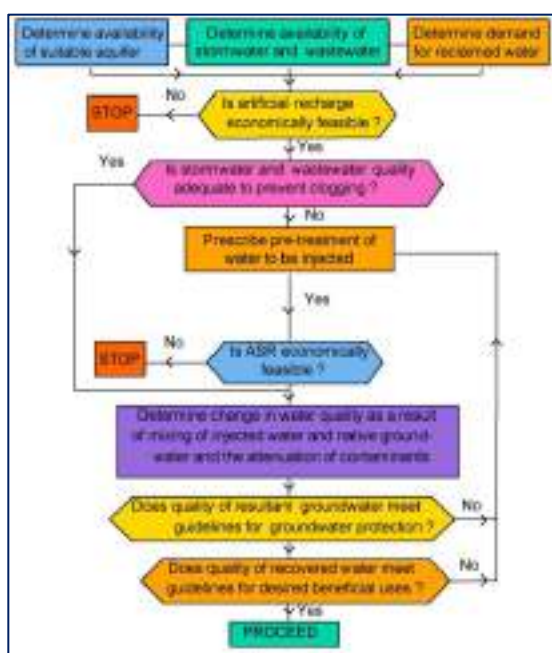 Determine availability
of suitable aquifer
Determine availability of
stormwater and wastewater
Determine demand
for reclaimed water
No
STOP
Is artificial recharge
economically feasible ?
Yes
Yes
Is stormwater and wastewater quality
adequate to prevent clogging ?
No
Prescribe pre-treatment of
water to be injected
Yes
No
STOP
Is ASR economically
feasible ?
Determine change in water quality as a result
of mixing of injected water and native ground-
water and the attenuation of contaminants
Does quality of resultant groundwater meet
guidelines for groundwater protection ?
No
Does quality of recovered water meet
guidelines for desired beneficial uses ?
No
Yes
PROCEED